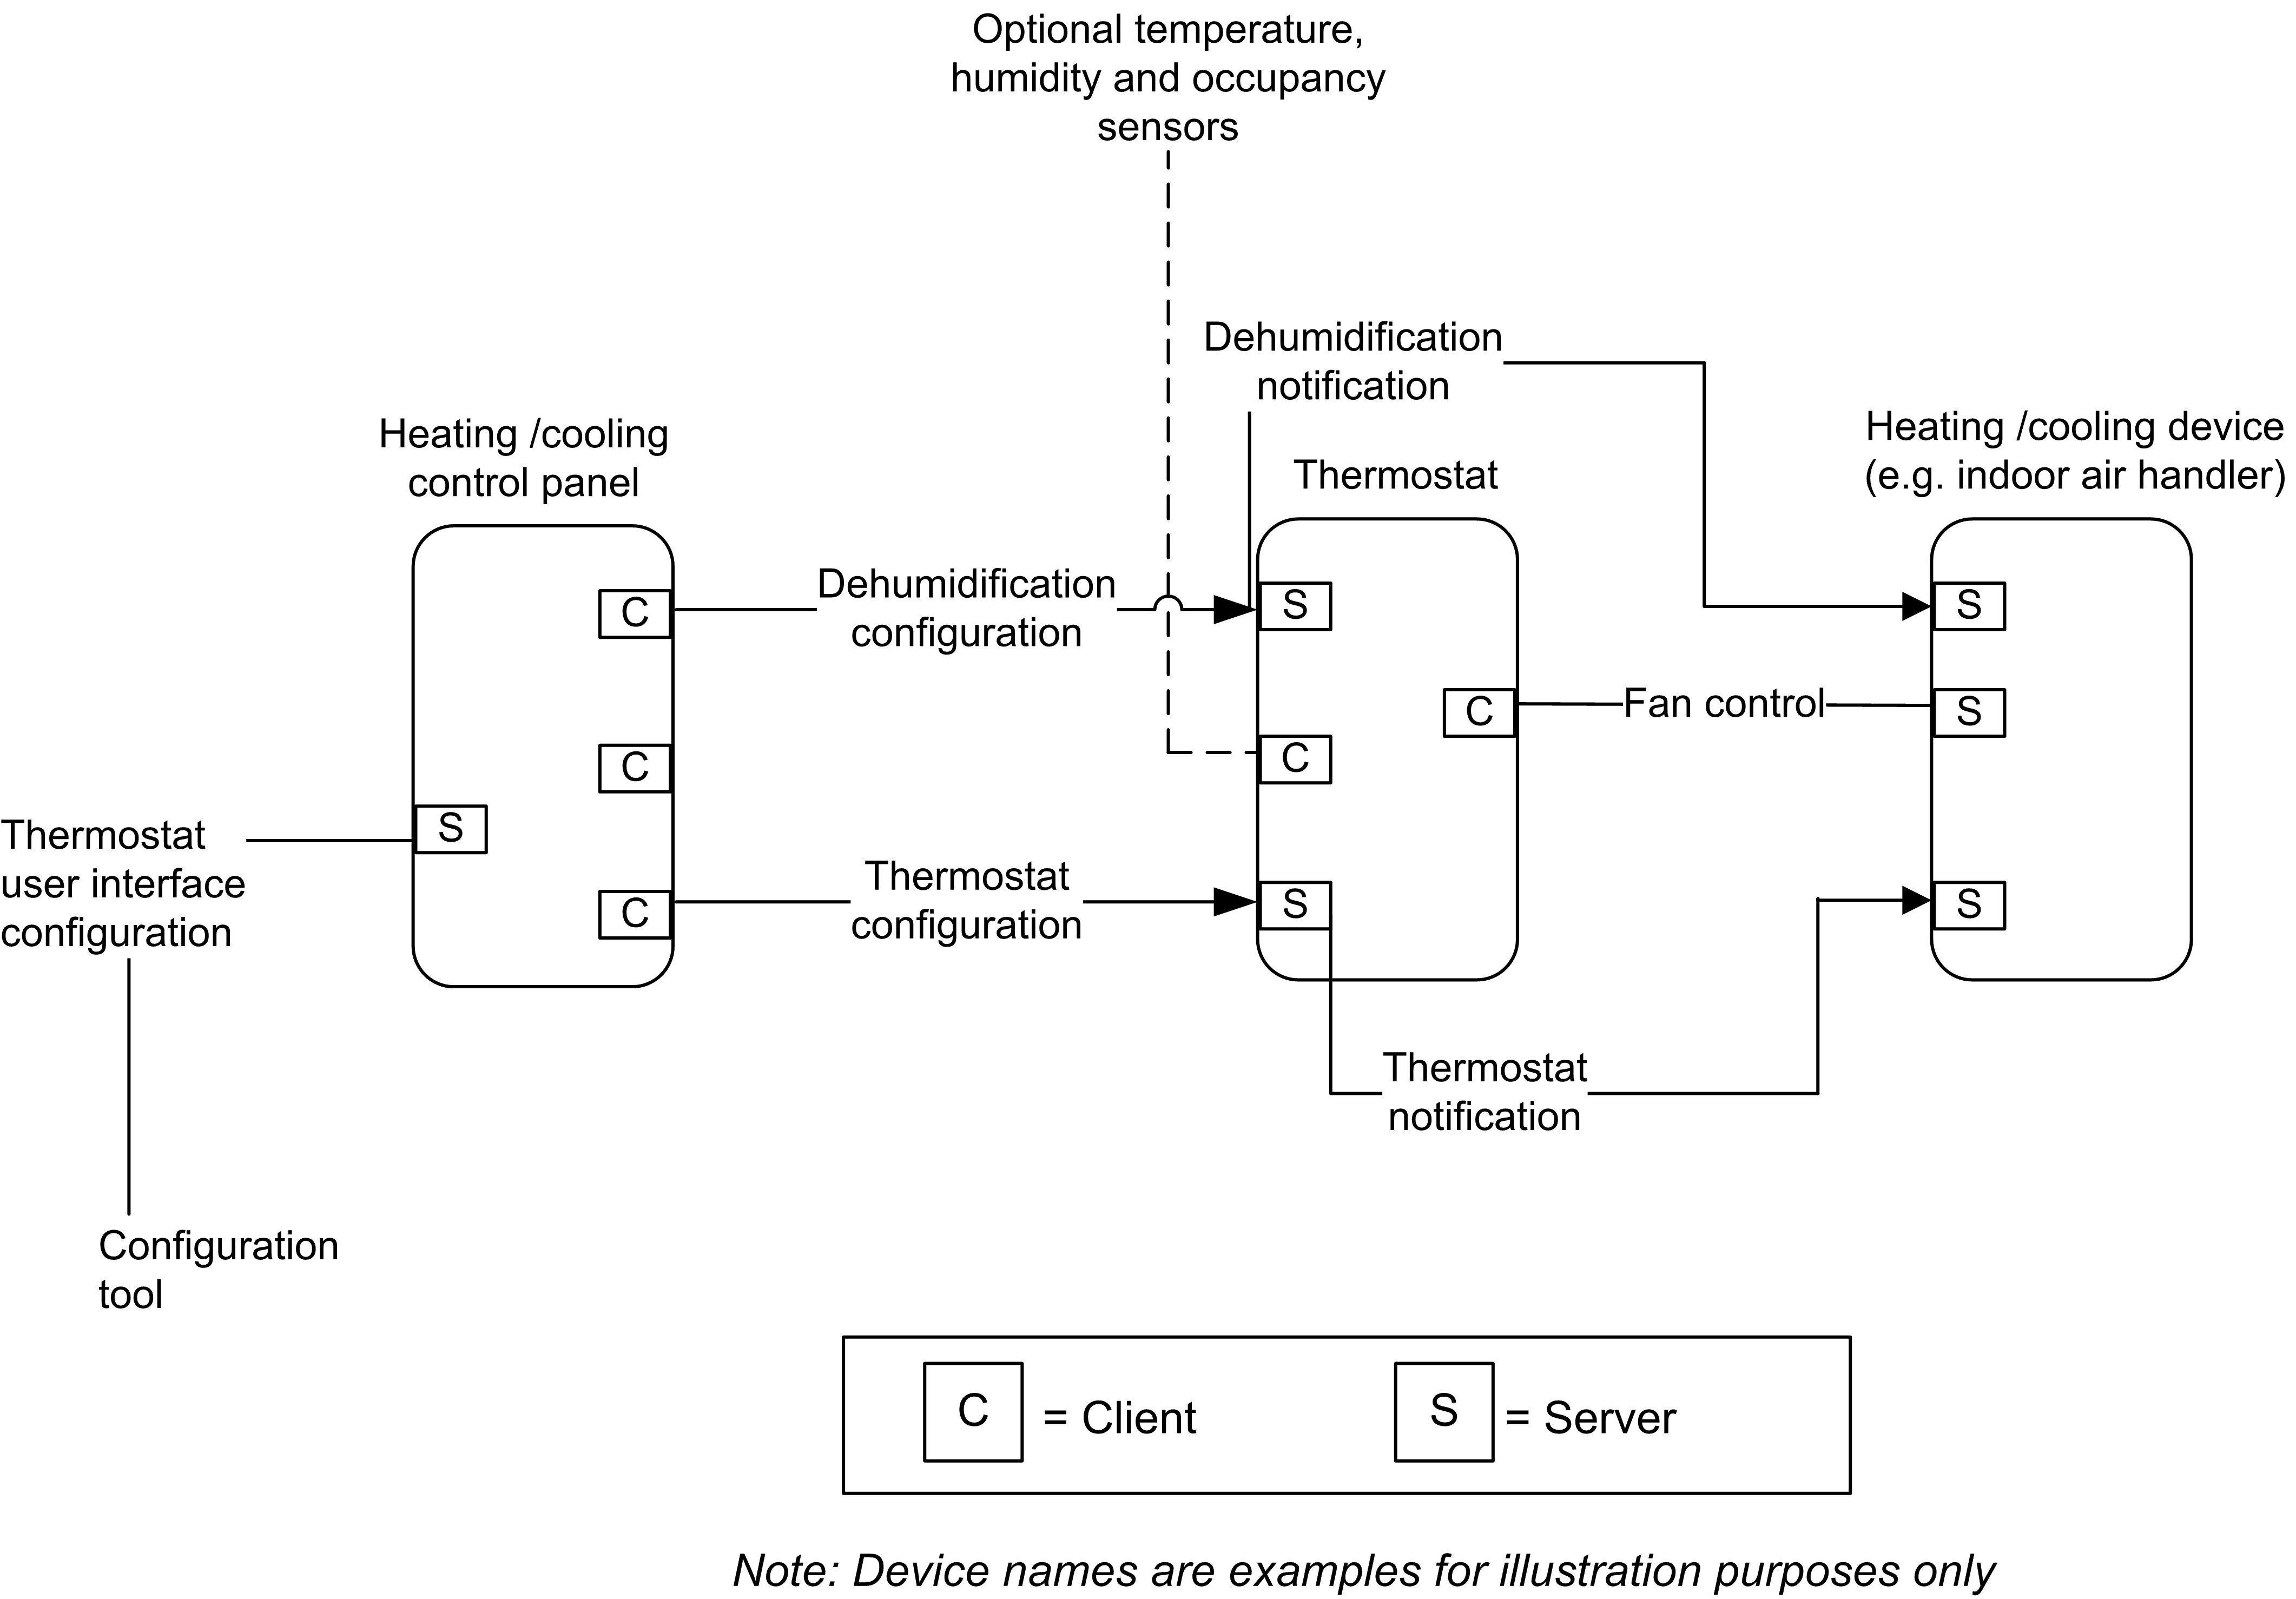 Optional temperature,
humidity and occupancy
sensors
Dehumidification
notification
Heating /cooling
control panel
Thermostat
Heating /cooling device
(e.g. indoor air handler)
C
Dehumidification
configuration
S
S
C
Fan control
S
C
C
S
Thermostat
user interface
configuration
C
Thermostat
configuration
S
S
Thermostat
notification
Configuration
tool
C = Client
S = Server
Note: Device names are examples for illustration purposes only